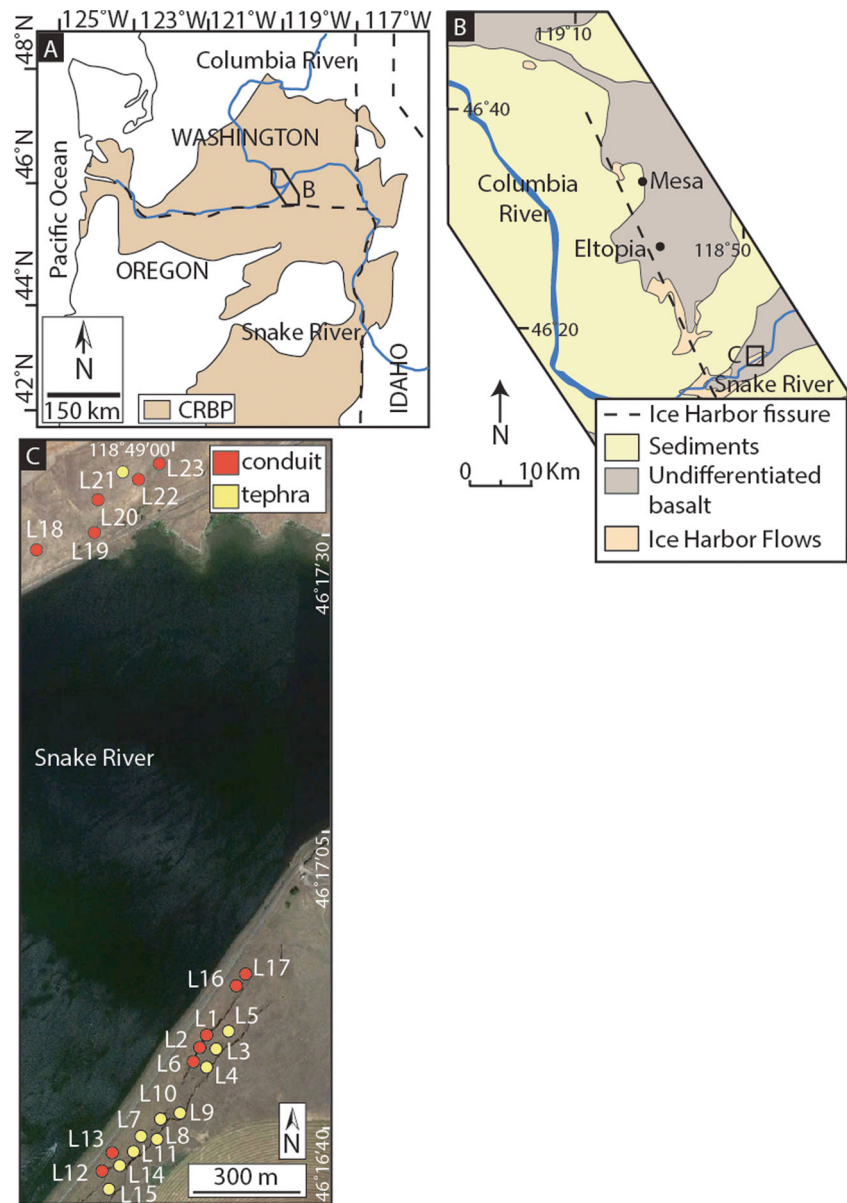 125°W
121°W
119°W
117°W
A
48°N
46°N
44°N
42°N
Columbia River
WASHINGTON
B
Pacific Ocean
OREGON
Snake River
IDAHO
N
150 km
CRBP
B
119˚10
46˚40
Columbia
River
Mesa
Eltopia
118˚50
46˚20
C
Snake River
N
0 10 Km
Ice Harbor fissure
Sediments
Undifferentiated
basalt
Ice Harbor Flows
C
118˚49′00″
L23
conduit
L21
L22
tephra
L18
L20
L19
46˚17′30
Snake River
46˚17′05
L17
L16
L1
L5
L2
L3
L6
L4
L10
L9
L7
L8
L13
L11
L12
L14
L15
N
300 m
46˚16′40